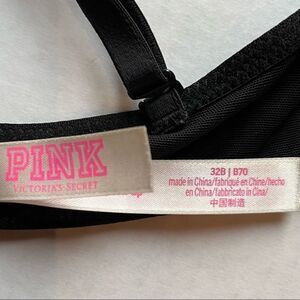 PINK
VICTORIA'S SECRET
32B | B70
made in China/fabriqué en Chine/hecho
en China/fabbricato in Cina/
中国制造